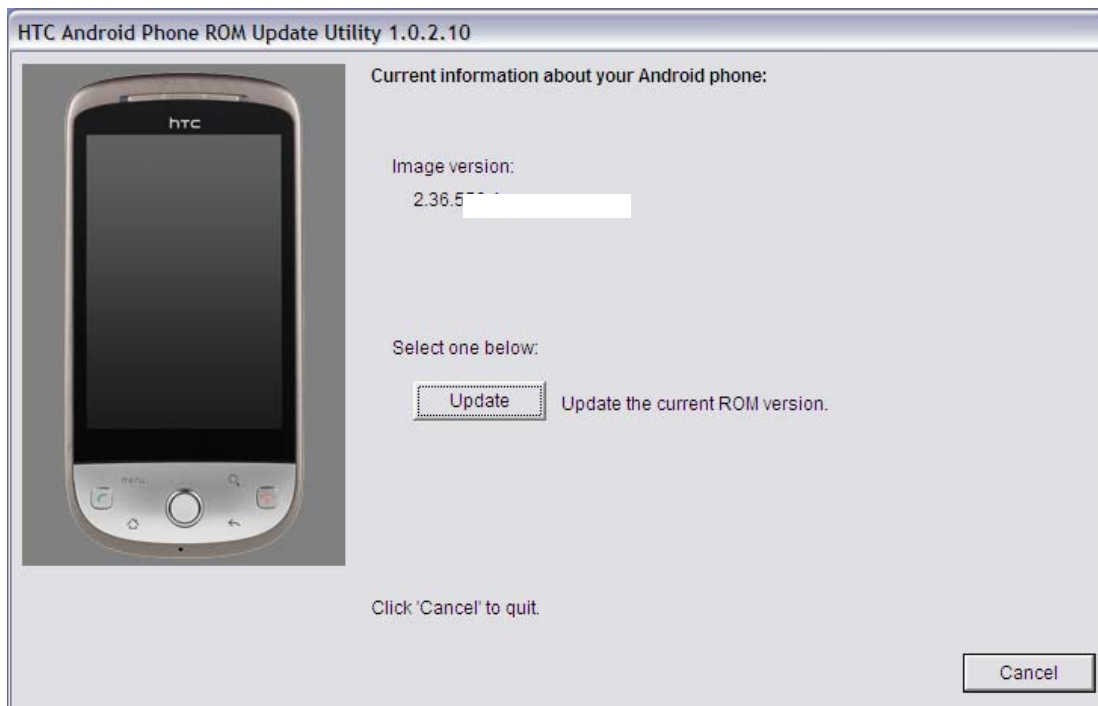 HTC Android Phone ROM Update Utility 1.0.2.10
Current information about your Android phone:
hTC
Image version:
2.36.5
Select one below:
Update Update the current ROM version.
menu
Click 'Cancel' to quit.
Cancel